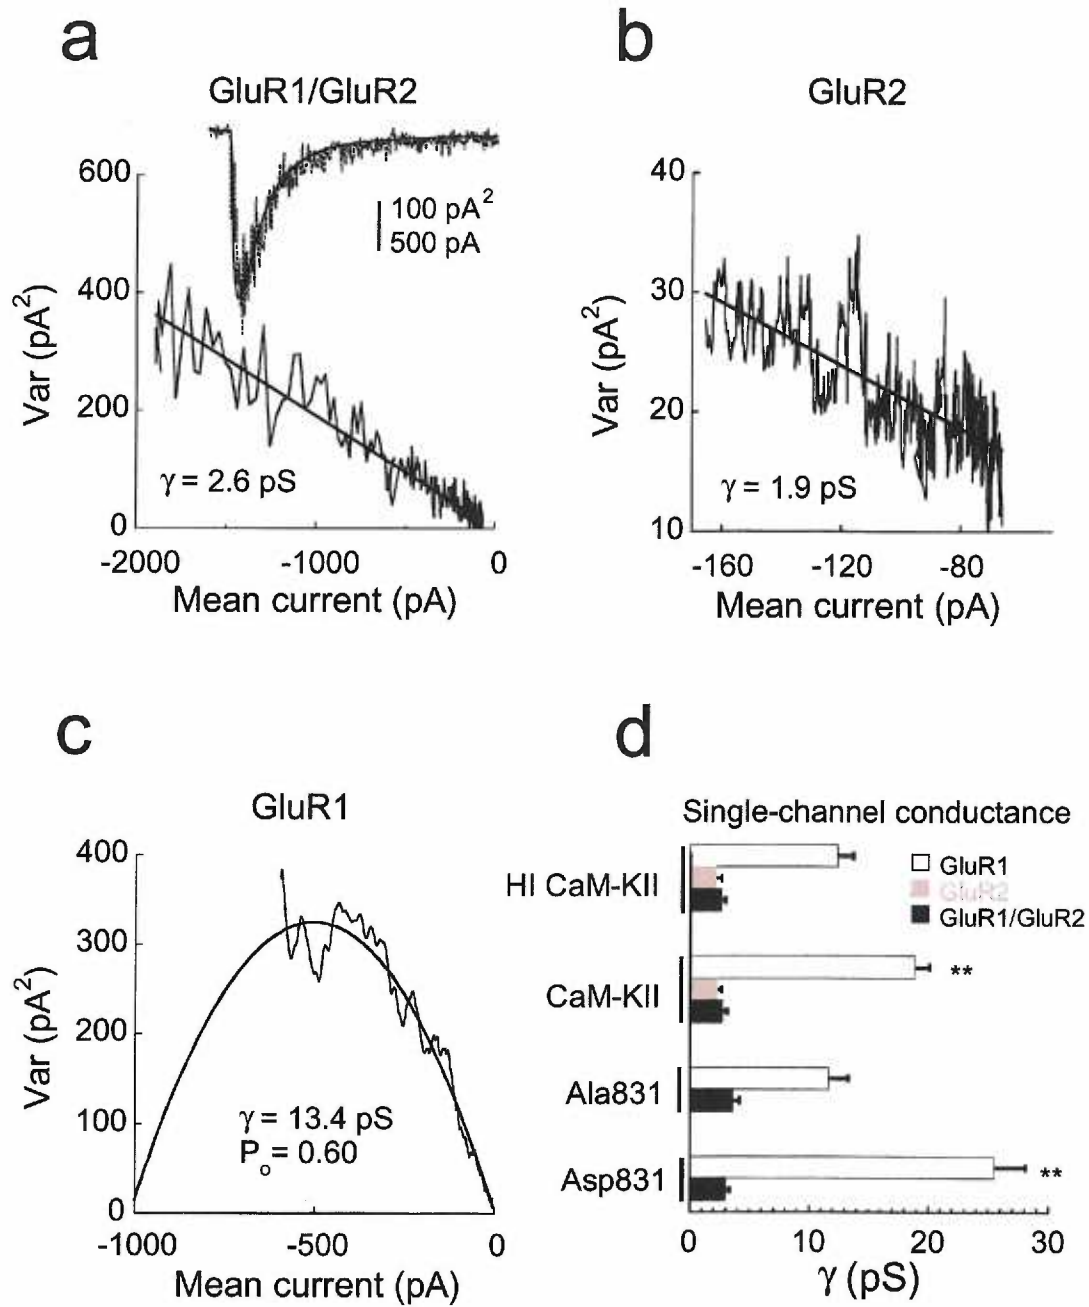 a
GluR1/GluR2
600
400
200
0
Var (pA²)
100 pA²
500 pA
γ = 2.6 pS
-2000
-1000
0
Mean current (pA)
b
GluR2
40
30
20
10
Var (pA²)
γ = 1.9 pS
-160
-120
-80
Mean current (pA)
c
GluR1
400
300
200
100
0
Var (pA²)
γ = 13.4 pS
Pₒ = 0.60
-1000
-500
0
Mean current (pA)
d
Single-channel conductance
GluR1
GluR2
GluR1/GluR2
HI CaM-KII
CaM-KII
**
Ala831
Asp831
**
0
10
20
30
γ (pS)